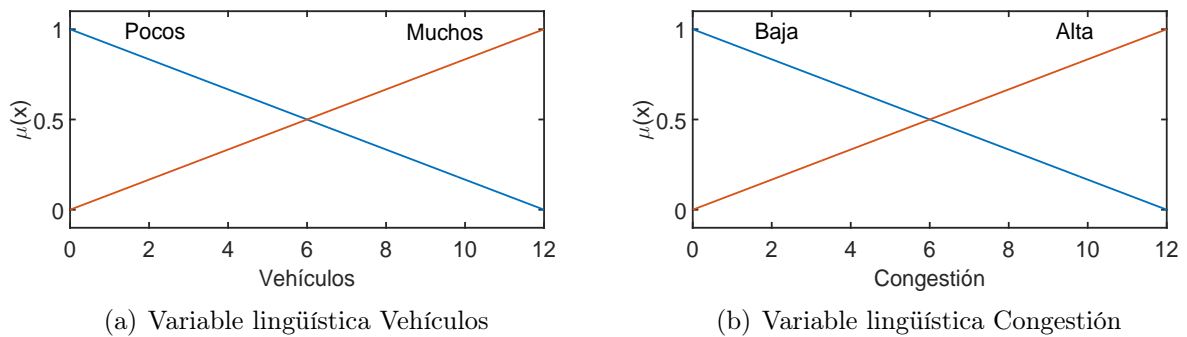 Pocos
Muchos
1
0.5
0
μ(x)
0 2 4 6 8 10 12
Vehículos
(a) Variable lingüística Vehículos
Baja
Alta
1
0.5
0
μ(x)
0 2 4 6 8 10 12
Congestión
(b) Variable lingüística Congestión